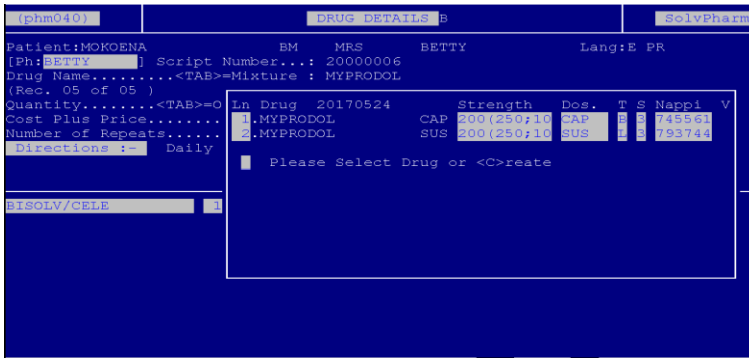 (phm040) DRUG DETAILS B SolvPharm
Patient:MOKOENA BM MRS BETTY Lang:E PR
[Ph:BETTY ] Script Number...: 20000006
Drug Name.........<TAB>=Mixture : MYPRODOL
(Rec. 05 of 05 )
Quantity........<TAB>=O
Cost Plus Price........
Number of Repeats......
Directions :- Daily
Ln Drug 20170524 Strength Dos. T S Nappi V
1.MYPRODOL CAP 200(250;10 CAP B 3 745561
2.MYPRODOL SUS 200(250;10 SUS L 3 793744
Please Select Drug or <C>reate
BISOLV/CELE 1